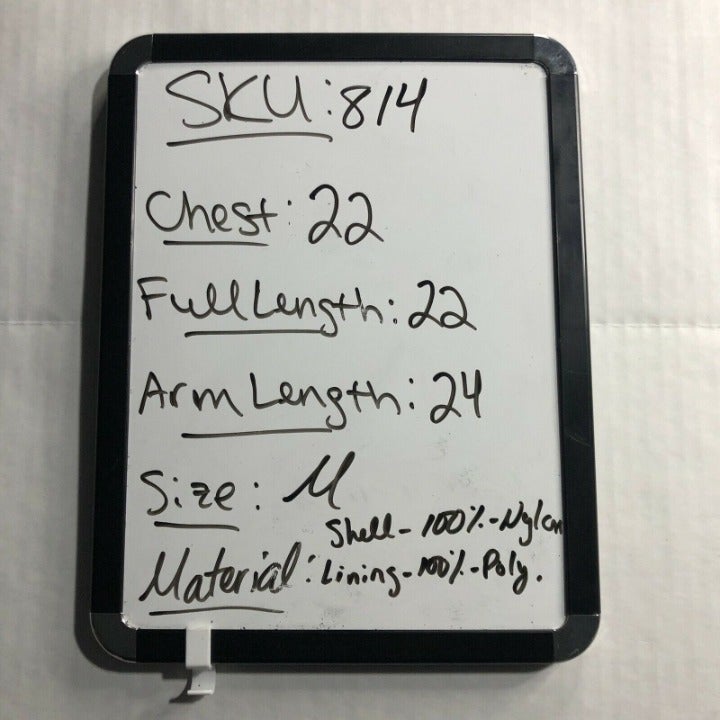 SKU: 814
Chest: 22
Full Length: 22
Arm Length: 24
Size: M
Shell - 100% - Nylon
Material: Lining - 100% - Poly.